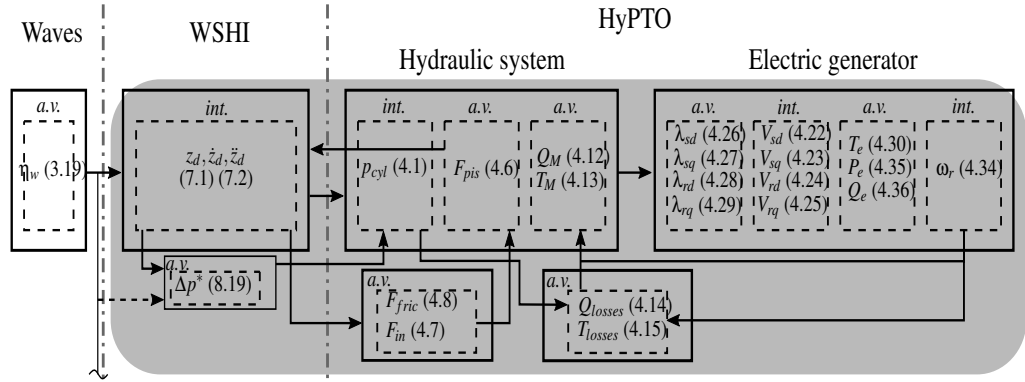 Waves
WSHI
HyPTO
Hydraulic system
Electric generator
a.v.
η_w (3.19)
int.
z_d, ż_d, z̈_d
(7.1) (7.2)
a.v.
Δp* (8.19)
int.
p_cyl (4.1)
a.v.
F_pis (4.6)
a.v.
Q_M (4.12)
T_M (4.13)
a.v.
F_fric (4.8)
F_in (4.7)
a.v.
Q_losses (4.14)
T_losses (4.15)
a.v.
λ_sd (4.26)
λ_sq (4.27)
λ_rd (4.28)
λ_rq (4.29)
int.
V_sd (4.22)
V_sq (4.23)
V_rd (4.24)
V_rq (4.25)
a.v.
T_e (4.30)
P_e (4.35)
Q_e (4.36)
int.
ω_r (4.34)